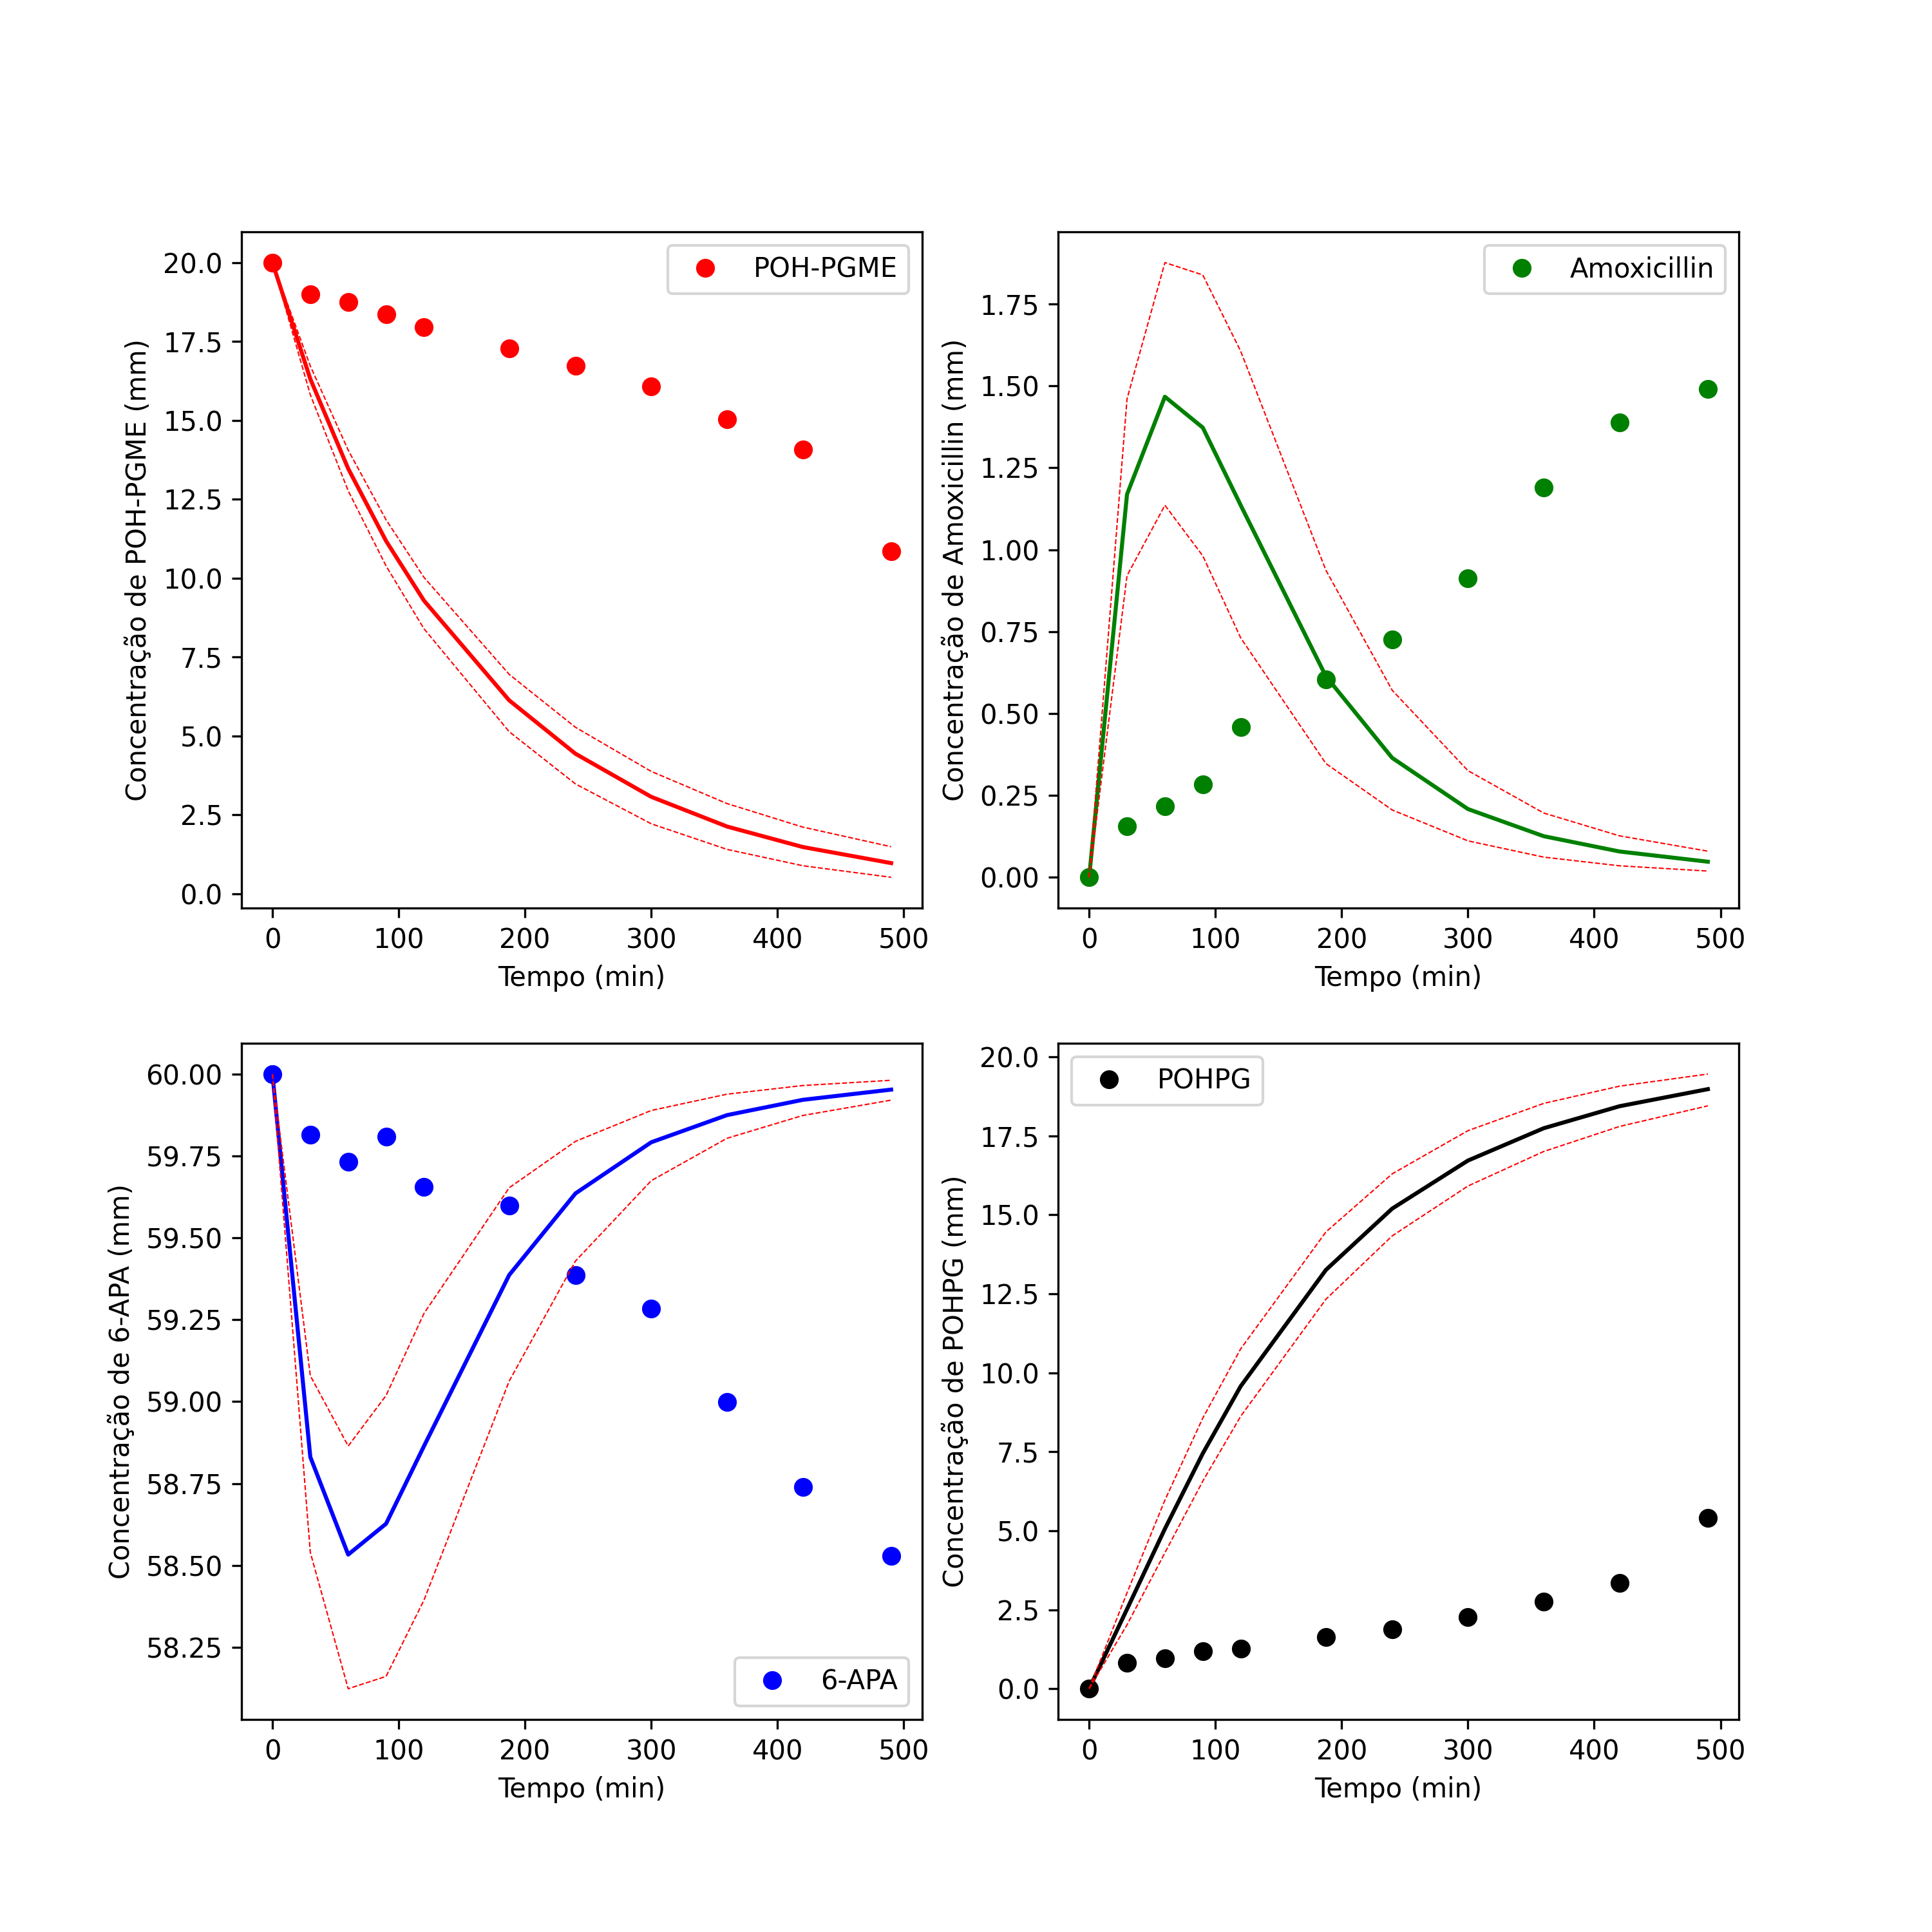 POH-PGME
20.0
17.5
15.0
12.5
10.0
7.5
5.0
2.5
0.0
Concentração de POH-PGME (mm)
0 100 200 300 400 500
Tempo (min)
Amoxicillin
1.75
1.50
1.25
1.00
0.75
0.50
0.25
0.00
Concentração de Amoxicillin (mm)
0 100 200 300 400 500
Tempo (min)
60.00
59.75
59.50
59.25
59.00
58.75
58.50
58.25
Concentração de 6-APA (mm)
6-APA
0 100 200 300 400 500
Tempo (min)
POHPG
20.0
17.5
15.0
12.5
10.0
7.5
5.0
2.5
0.0
Concentração de POHPG (mm)
0 100 200 300 400 500
Tempo (min)